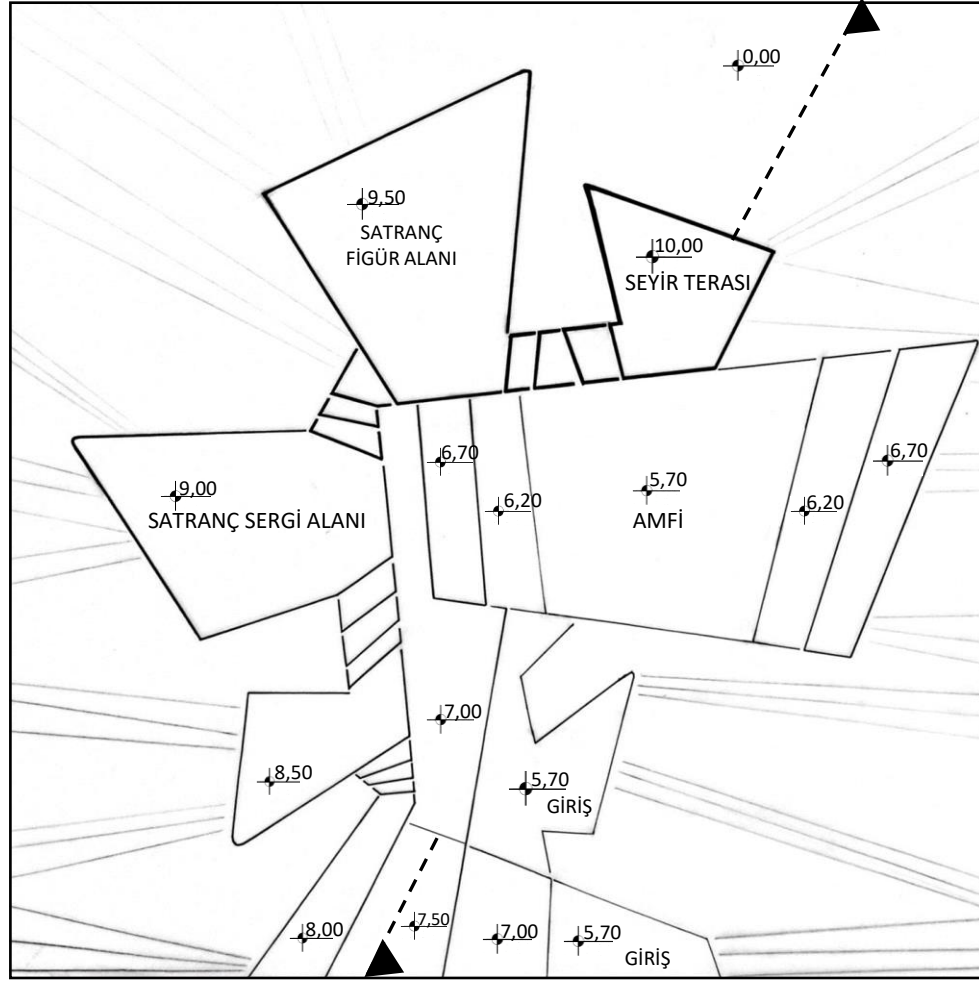 0,00
9,50
SATRANÇ
FİGÜR ALANI
10,00
SEYİR TERASI
6,70
6,20
5,70
AMFİ
6,20
6,70
9,00
SATRANÇ SERGİ ALANI
7,00
8,50
5,70
GİRİŞ
8,00
7,50
7,00
5,70
GİRİŞ